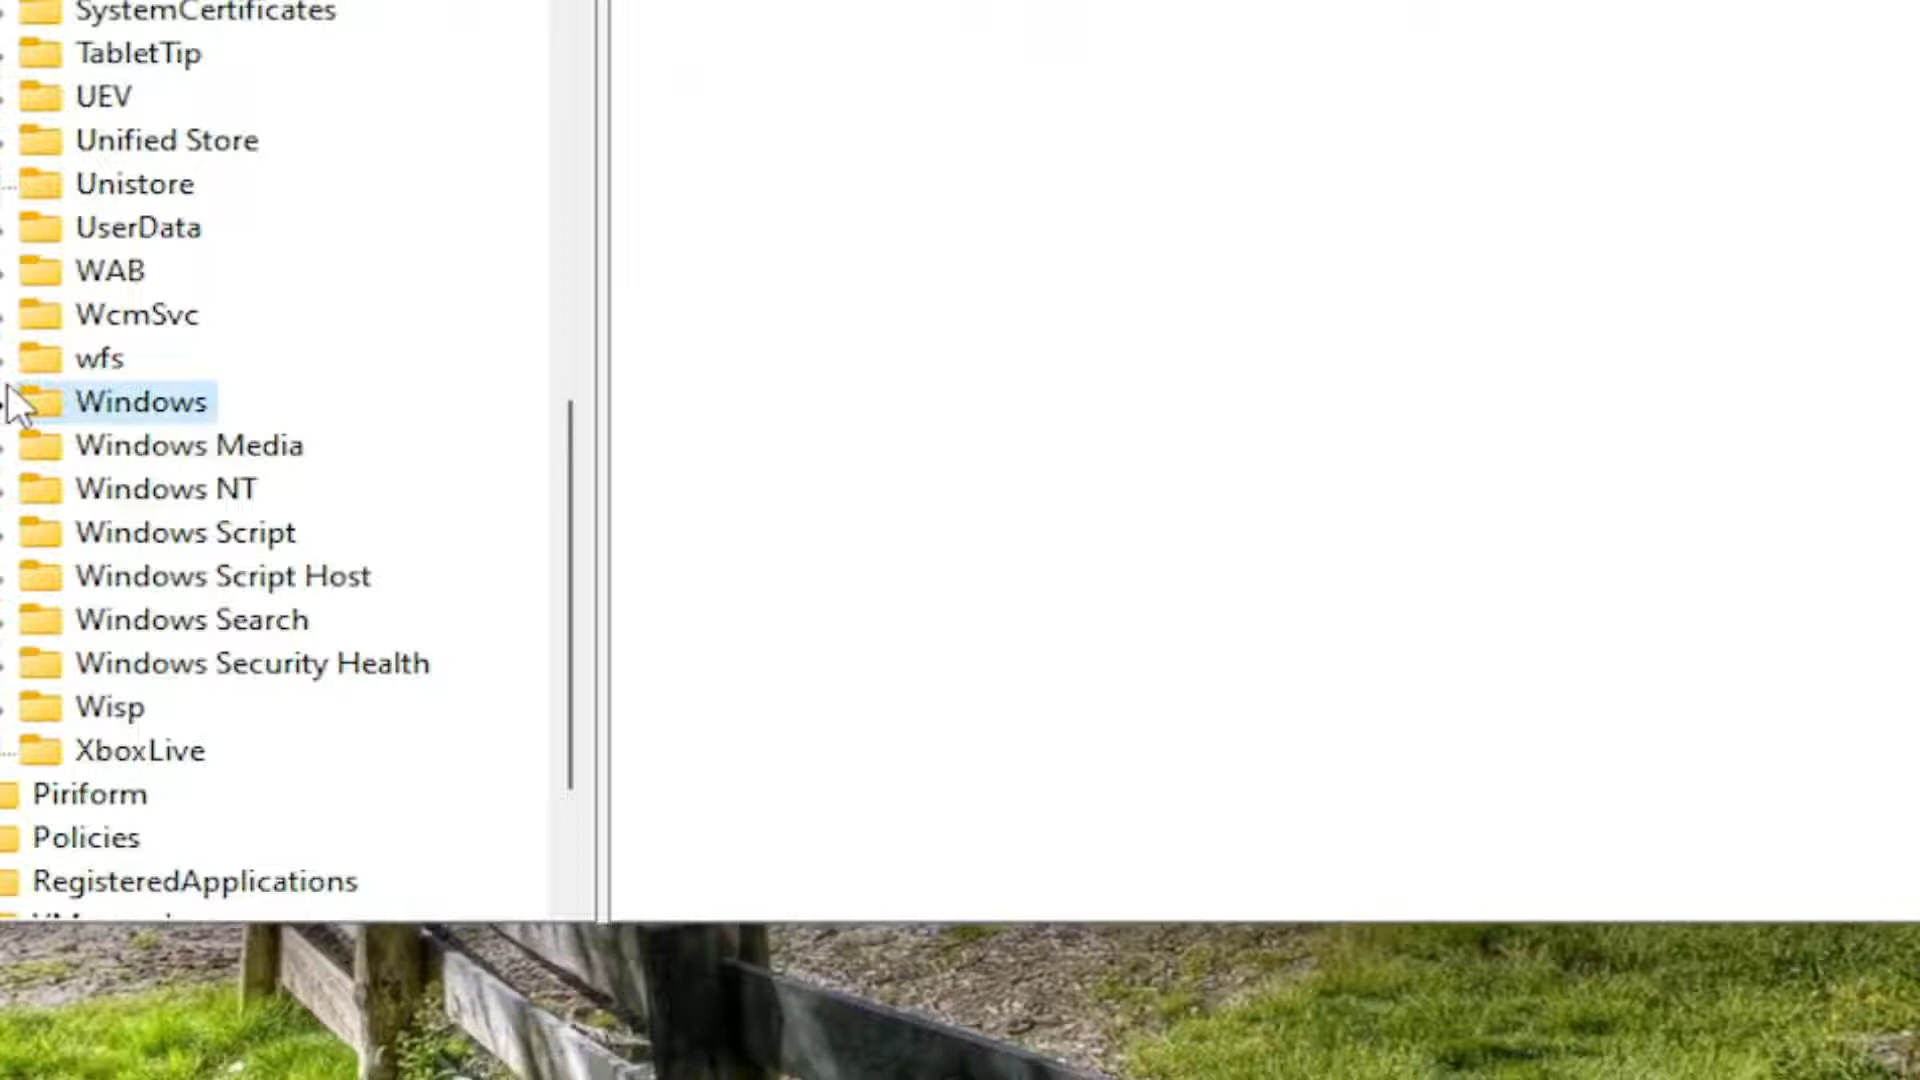 SystemCertificates
TabletTip
UEV
Unified Store
Unistore
UserData
WAB
WcmSvc
wfs
Windows
Windows Media
Windows NT
Windows Script
Windows Script Host
Windows Search
Windows Security Health
Wisp
XboxLive
Piriform
Policies
RegisteredApplications